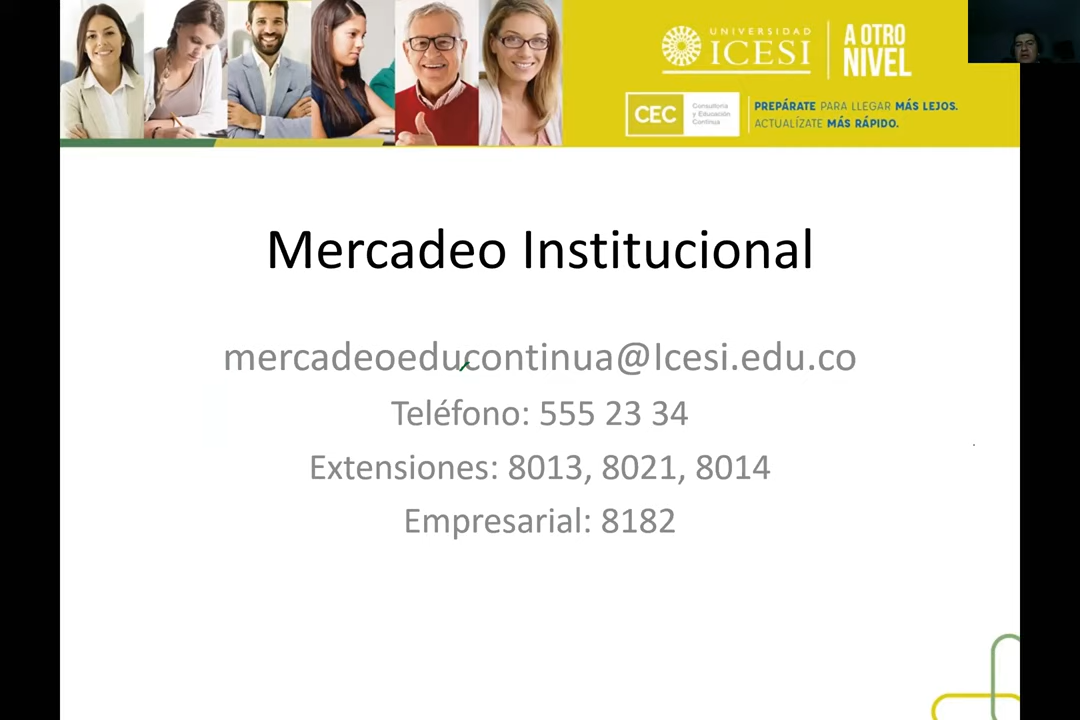 UNIVERSIDAD
ICESI
A OTRO
NIVEL
CEC
Consultoría
y Educación
Continua
PREPÁRATE PARA LLEGAR MÁS LEJOS.
ACTUALÍZATE MÁS RÁPIDO.
Mercadeo Institucional
mercadeoeducontinua@Icesi.edu.co
Teléfono: 555 23 34
Extensiones: 8013, 8021, 8014
Empresarial: 8182